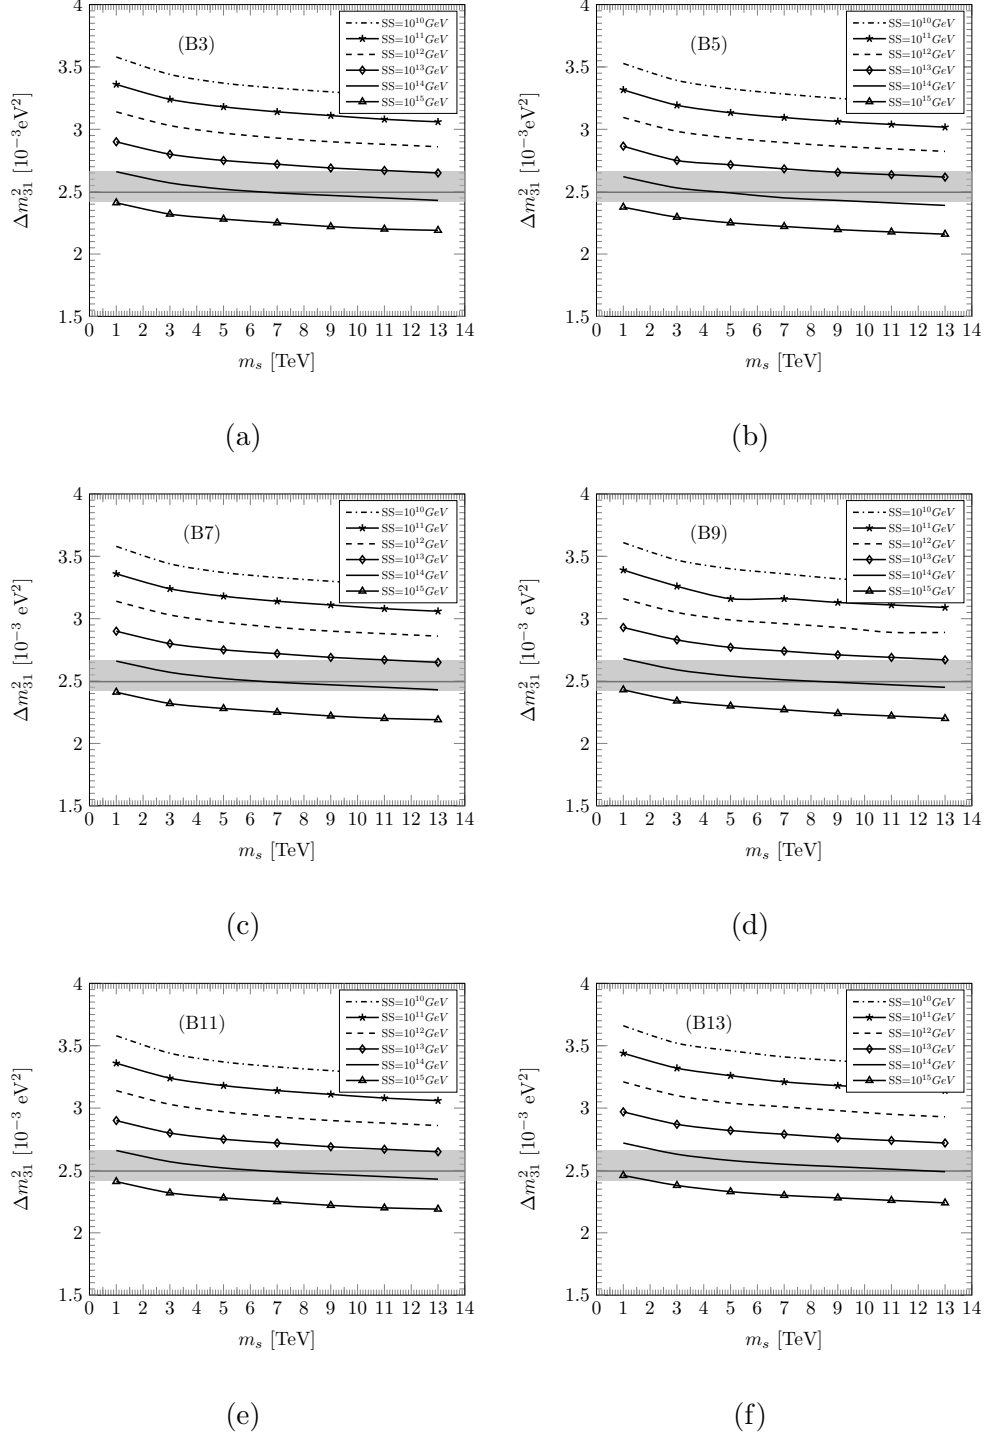 4
3.5
3
2.5
2
1.5
Δm²₃₁ [10⁻³eV²]
(B3)
SS=10¹⁰GeV
SS=10¹¹GeV
SS=10¹²GeV
SS=10¹³GeV
SS=10¹⁴GeV
SS=10¹⁵GeV
0 1 2 3 4 5 6 7 8 9 10 11 12 13 14
mₛ [TeV]
(a)
4
3.5
3
2.5
2
1.5
Δm²₃₁ [10⁻³eV²]
(B5)
SS=10¹⁰GeV
SS=10¹¹GeV
SS=10¹²GeV
SS=10¹³GeV
SS=10¹⁴GeV
SS=10¹⁵GeV
0 1 2 3 4 5 6 7 8 9 10 11 12 13 14
mₛ [TeV]
(b)
4
3.5
3
2.5
2
1.5
Δm²₃₁ [10⁻³ eV²]
(B7)
SS=10¹⁰GeV
SS=10¹¹GeV
SS=10¹²GeV
SS=10¹³GeV
SS=10¹⁴GeV
SS=10¹⁵GeV
0 1 2 3 4 5 6 7 8 9 10 11 12 13 14
mₛ [TeV]
(c)
4
3.5
3
2.5
2
1.5
Δm²₃₁ [10⁻³ eV²]
(B9)
SS=10¹⁰GeV
SS=10¹¹GeV
SS=10¹²GeV
SS=10¹³GeV
SS=10¹⁴GeV
SS=10¹⁵GeV
0 1 2 3 4 5 6 7 8 9 10 11 12 13 14
mₛ [TeV]
(d)
4
3.5
3
2.5
2
1.5
Δm²₃₁ [10⁻³ eV²]
(B11)
SS=10¹⁰GeV
SS=10¹¹GeV
SS=10¹²GeV
SS=10¹³GeV
SS=10¹⁴GeV
SS=10¹⁵GeV
0 1 2 3 4 5 6 7 8 9 10 11 12 13 14
mₛ [TeV]
(e)
4
3.5
3
2.5
2
1.5
Δm²₃₁ [10⁻³ eV²]
(B13)
SS=10¹⁰GeV
SS=10¹¹GeV
SS=10¹²GeV
SS=10¹³GeV
SS=10¹⁴GeV
SS=10¹⁵GeV
0 1 2 3 4 5 6 7 8 9 10 11 12 13 14
mₛ [TeV]
(f)